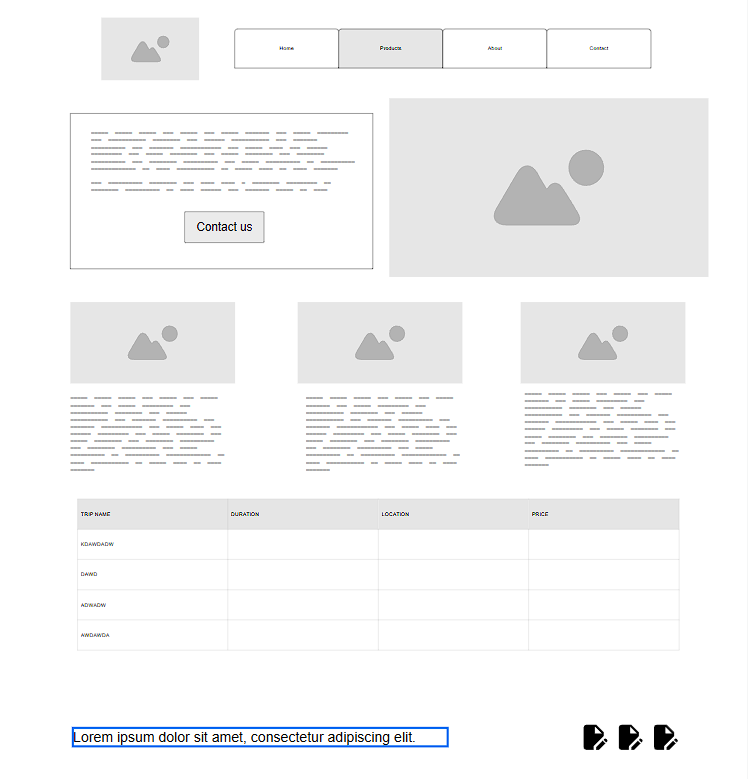 Home
Products
About
Contact
Contact us
TRIP NAME DURATION LOCATION PRICE
KDAWDADW
DAWD
ADWADW
AWDAWDA
Lorem ipsum dolor sit amet, consectetur adipiscing elit.